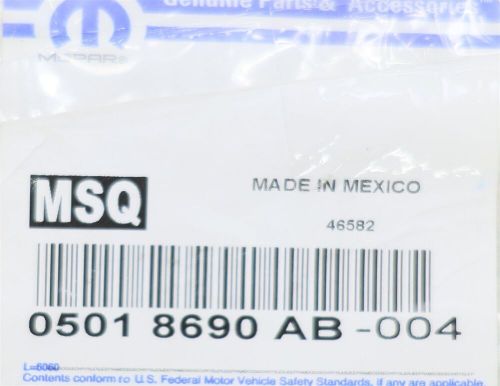 Genuine Parts & Accessories™
MOPAR®
MSQ
MADE IN MEXICO
46582
0501 8690 AB -004
L=6060
Contents conform to U.S. Federal Motor Vehicle Safety Standards, if any are applicable